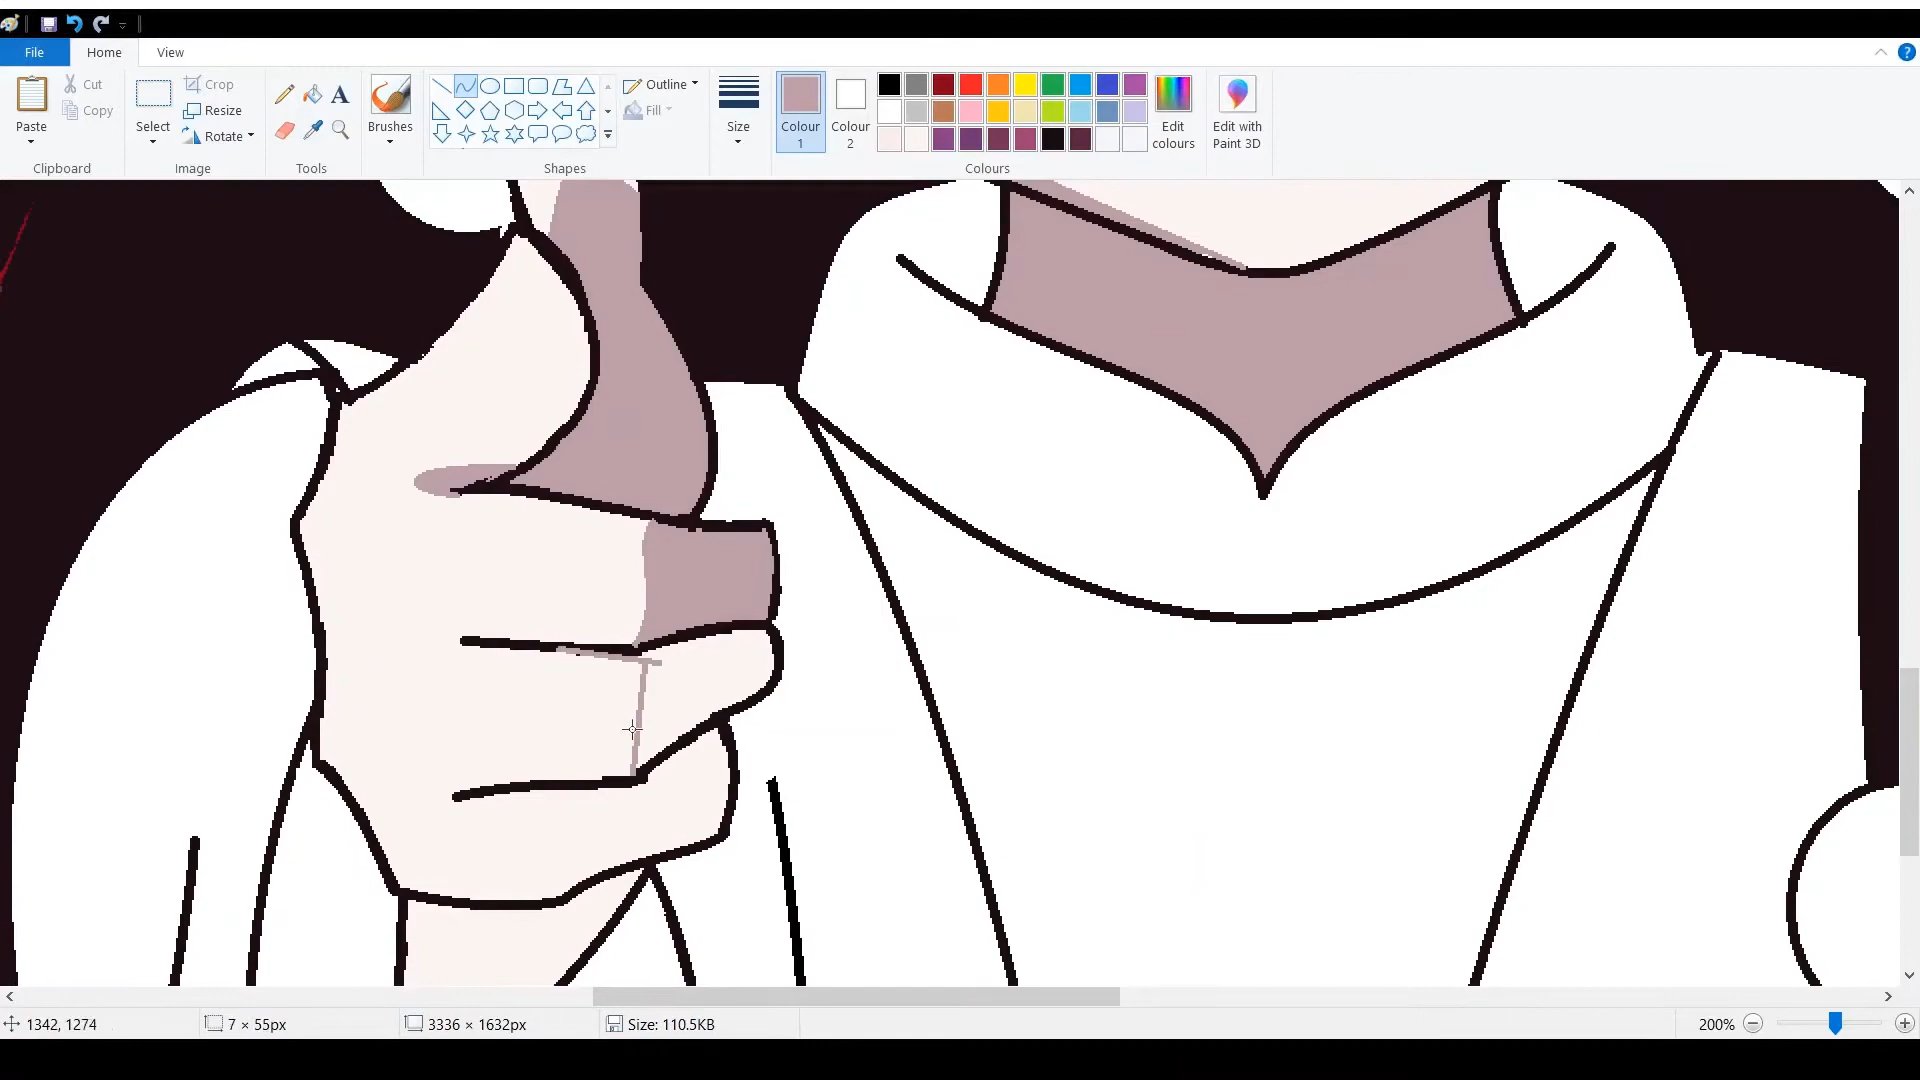 File Home View
Paste
Cut
Copy
Clipboard
Select
Crop
Resize
Rotate
Image
A
Tools
Brushes
Shapes
Outline
Fill
Size
Colour
1
Colour
2
Edit
colours
Colours
Edit with
Paint 3D
?
1342, 1274
7 × 55px
3336 × 1632px
Size: 110.5KB
200%